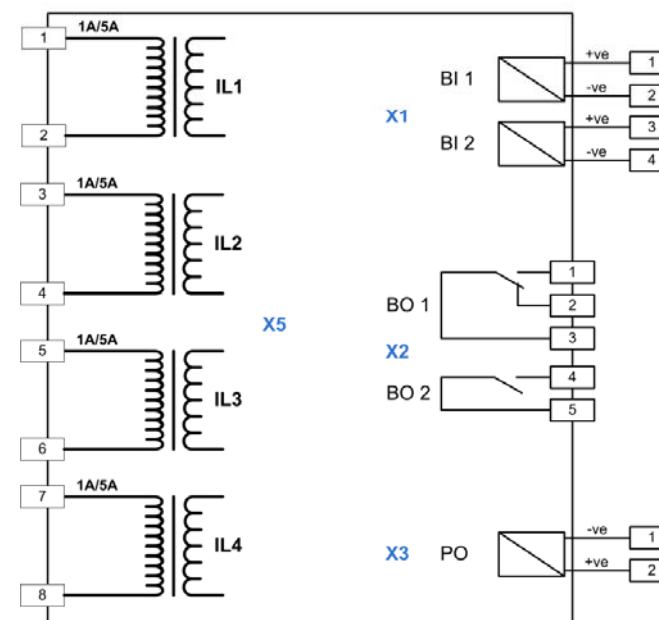 1 1A/5A
IL1
2
3 1A/5A
IL2
4
5 1A/5A
IL3
6
7 1A/5A
IL4
8
X5
X1
BI 1
+ve 1
-ve 2
BI 2
+ve 3
-ve 4
BO 1
1
2
3
X2
BO 2
4
5
X3 PO
-ve 1
+ve 2